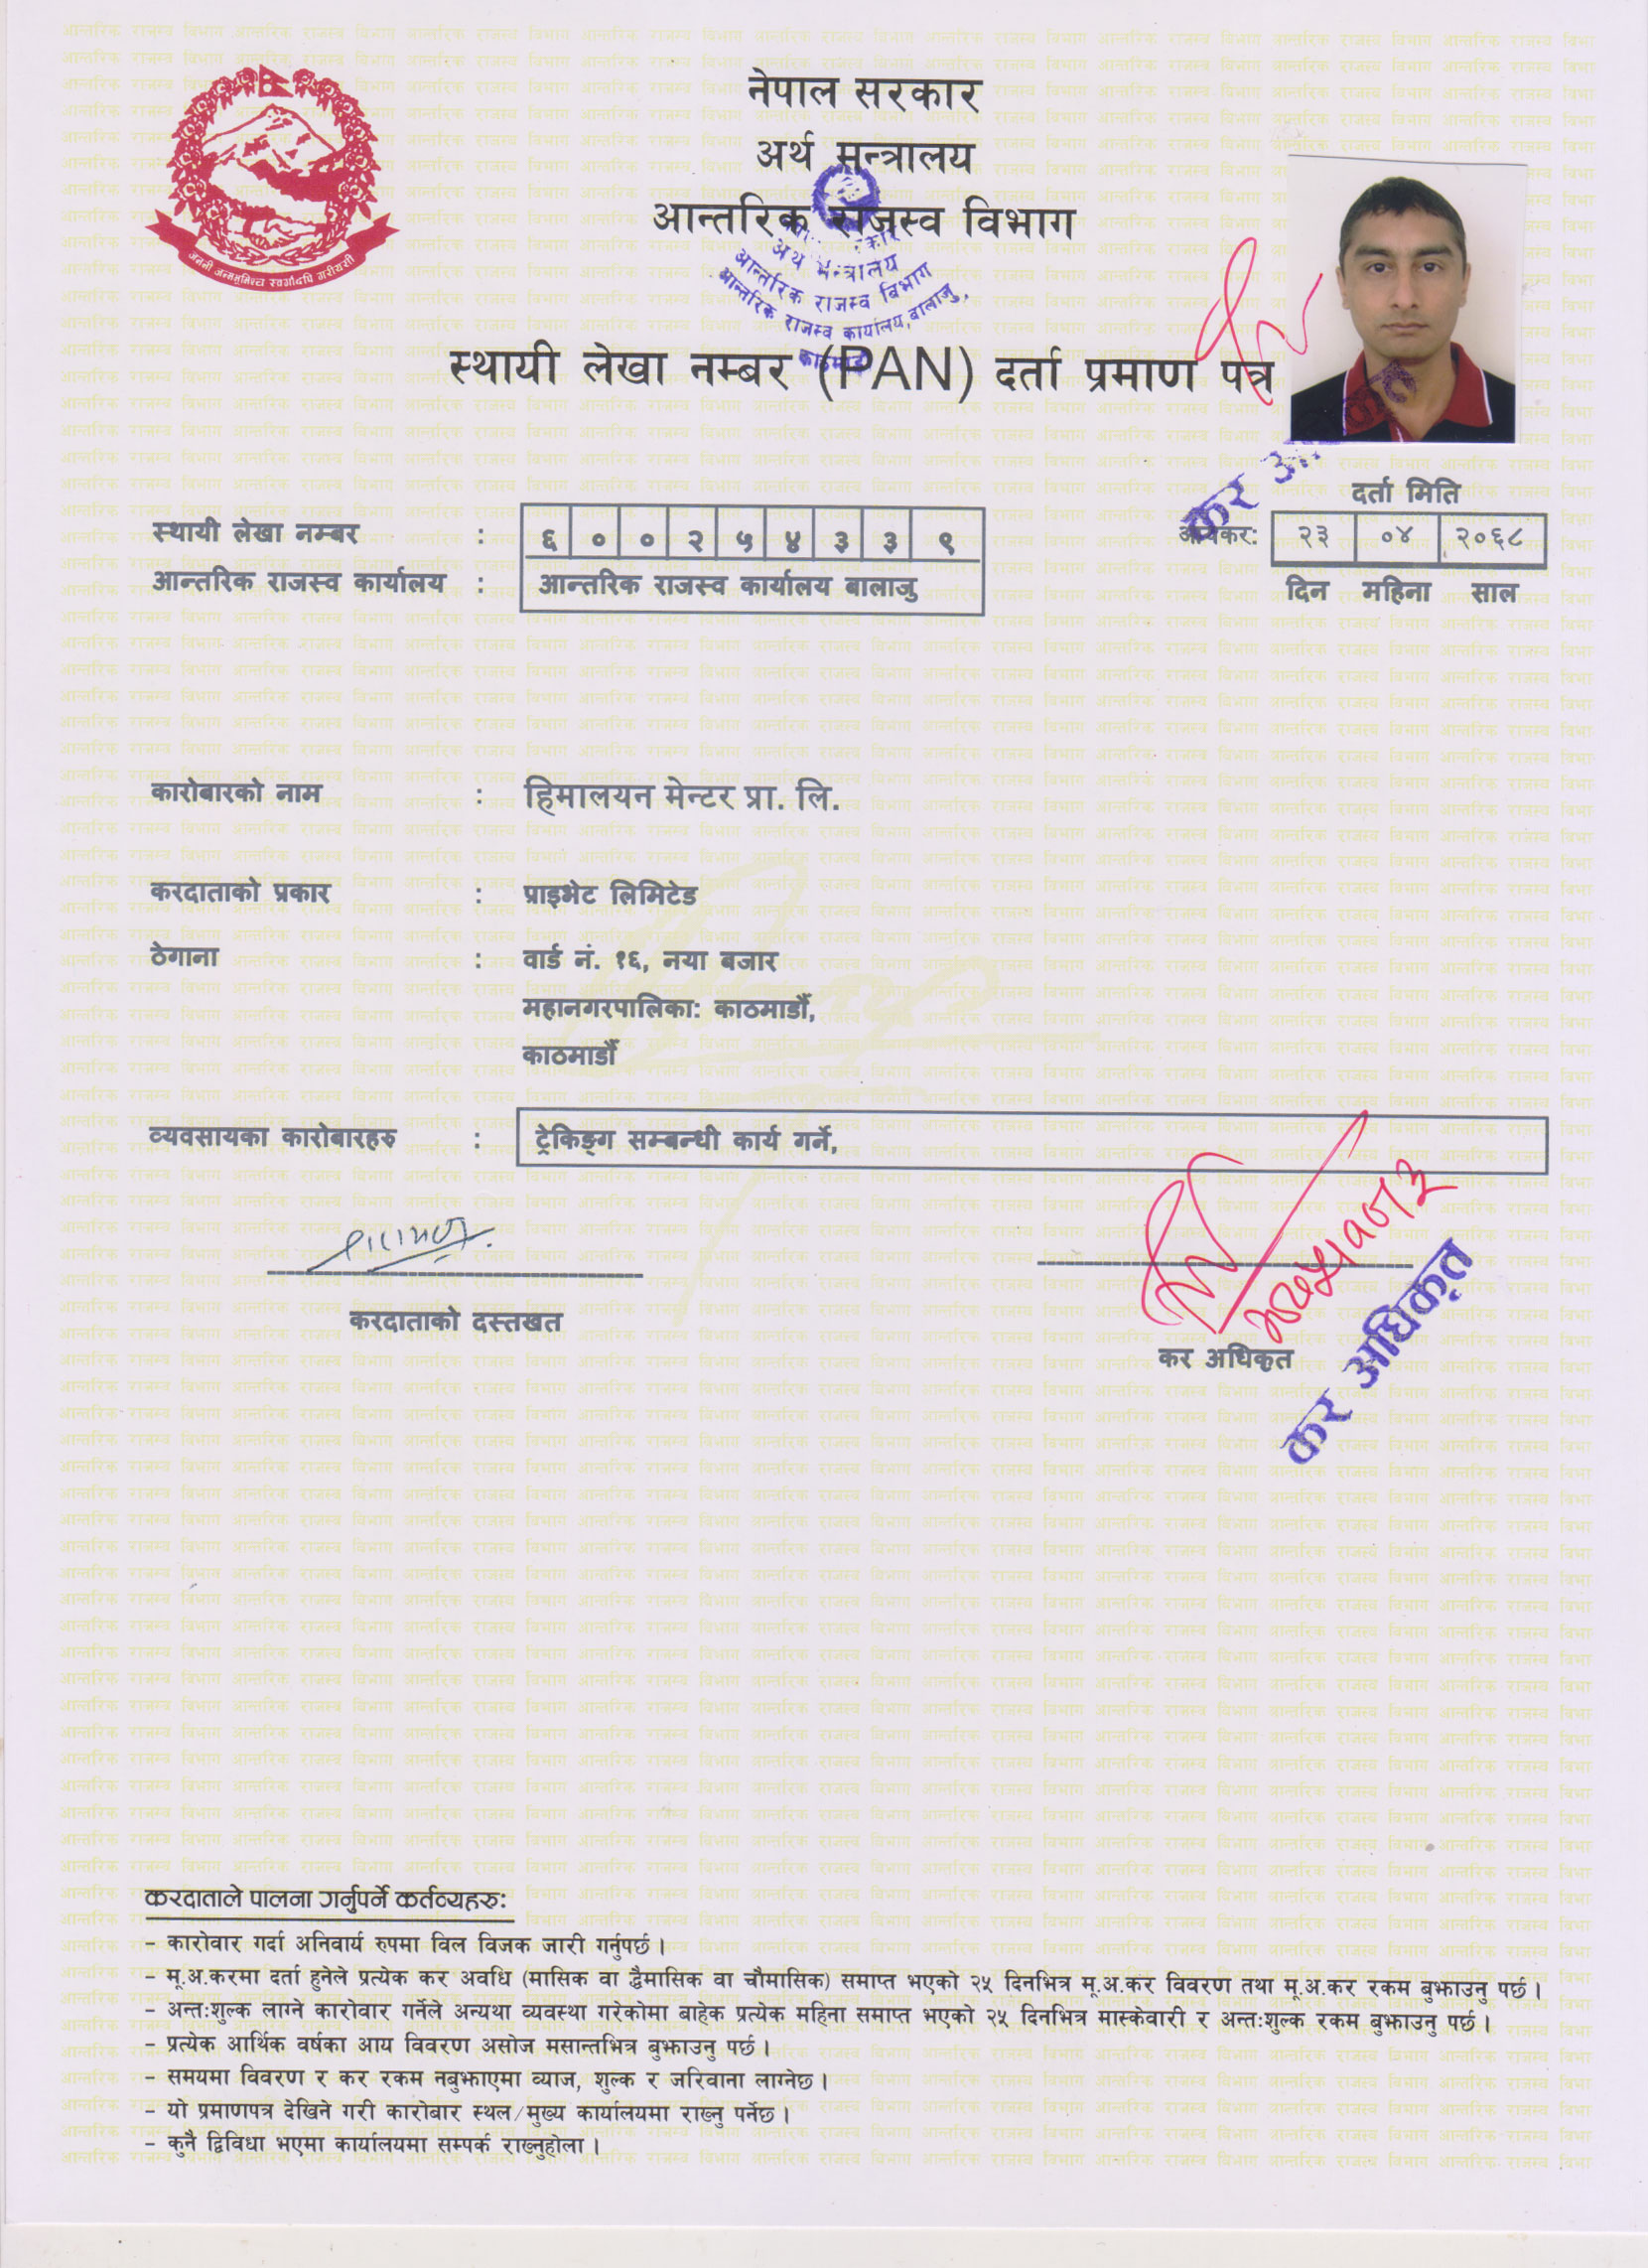 नेपाल सरकार
अर्थ मन्त्रालय
आन्तरिक राजस्व विभाग
जननी जन्मभूमिश्च स्वर्गादपि गरीयसी
अर्थ मन्त्रालय
आन्तरिक राजस्व विभाग
आन्तरिक राजस्व कार्यालय, बालाजु,
स्थायी लेखा नम्बर (PAN) दर्ता प्रमाण पत्र
कर
दर्ता मिति
स्थायी लेखा नम्बर : ६ ० ० २ ५ ४ ३ ३ ९
आयकर: २३ ०४ २०६८
दिन महिना साल
आन्तरिक राजस्व कार्यालय : आन्तरिक राजस्व कार्यालय बालाजु
कारोबारको नाम : हिमालयन मेन्टर प्रा. लि.
करदाताको प्रकार : प्राइभेट लिमिटेड
ठेगाना : वार्ड नं. १६, नया बजार
महानगरपालिका: काठमाडौं,
काठमाडौं
व्यवसायका कारोबारहरु : ट्रेकिङ्ग सम्बन्धी कार्य गर्ने,
करदाताको दस्तखत
कर अधिकृत
कर अधिकृत
करदाताले पालना गर्नुपर्ने कर्तव्यहरु:
– कारोवार गर्दा अनिवार्य रुपमा विल विजक जारी गर्नुपर्छ ।
– मू.अ.करमा दर्ता हुनेले प्रत्येक कर अवधि (मासिक वा द्वैमासिक वा चौमासिक) समाप्त भएको २५ दिनभित्र मू.अ.कर विवरण तथा मू.अ.कर रकम बुझाउनु पर्छ ।
– अन्तःशुल्क लाग्ने कारोवार गर्नेले अन्यथा व्यवस्था गरेकोमा बाहेक प्रत्येक महिना समाप्त भएको २५ दिनभित्र मास्केवारी र अन्तःशुल्क रकम बुझाउनु पर्छ ।
– प्रत्येक आर्थिक वर्षका आय विवरण असोज मसान्तभित्र बुझाउनु पर्छ ।
– समयमा विवरण र कर रकम नबुझाएमा व्याज, शुल्क र जरिवाना लाग्नेछ ।
– यो प्रमाणपत्र देखिने गरी कारोबार स्थल/मुख्य कार्यालयमा राख्नु पर्नेछ ।
– कुनै द्विविधा भएमा कार्यालयमा सम्पर्क राख्नुहोला ।